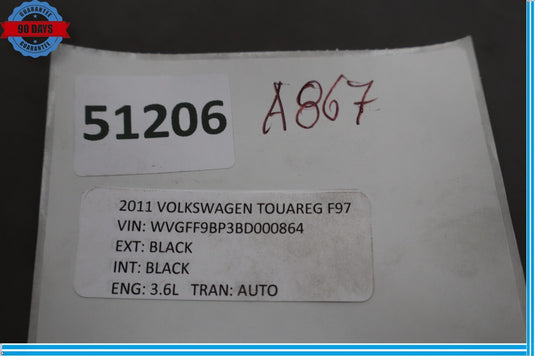 GUARANTEE
90 DAYS
GUARANTEE
51206
A867
2011 VOLKSWAGEN TOUAREG F97
VIN: WVGFF9BP3BD000864
EXT: BLACK
INT: BLACK
ENG: 3.6L TRAN: AUTO